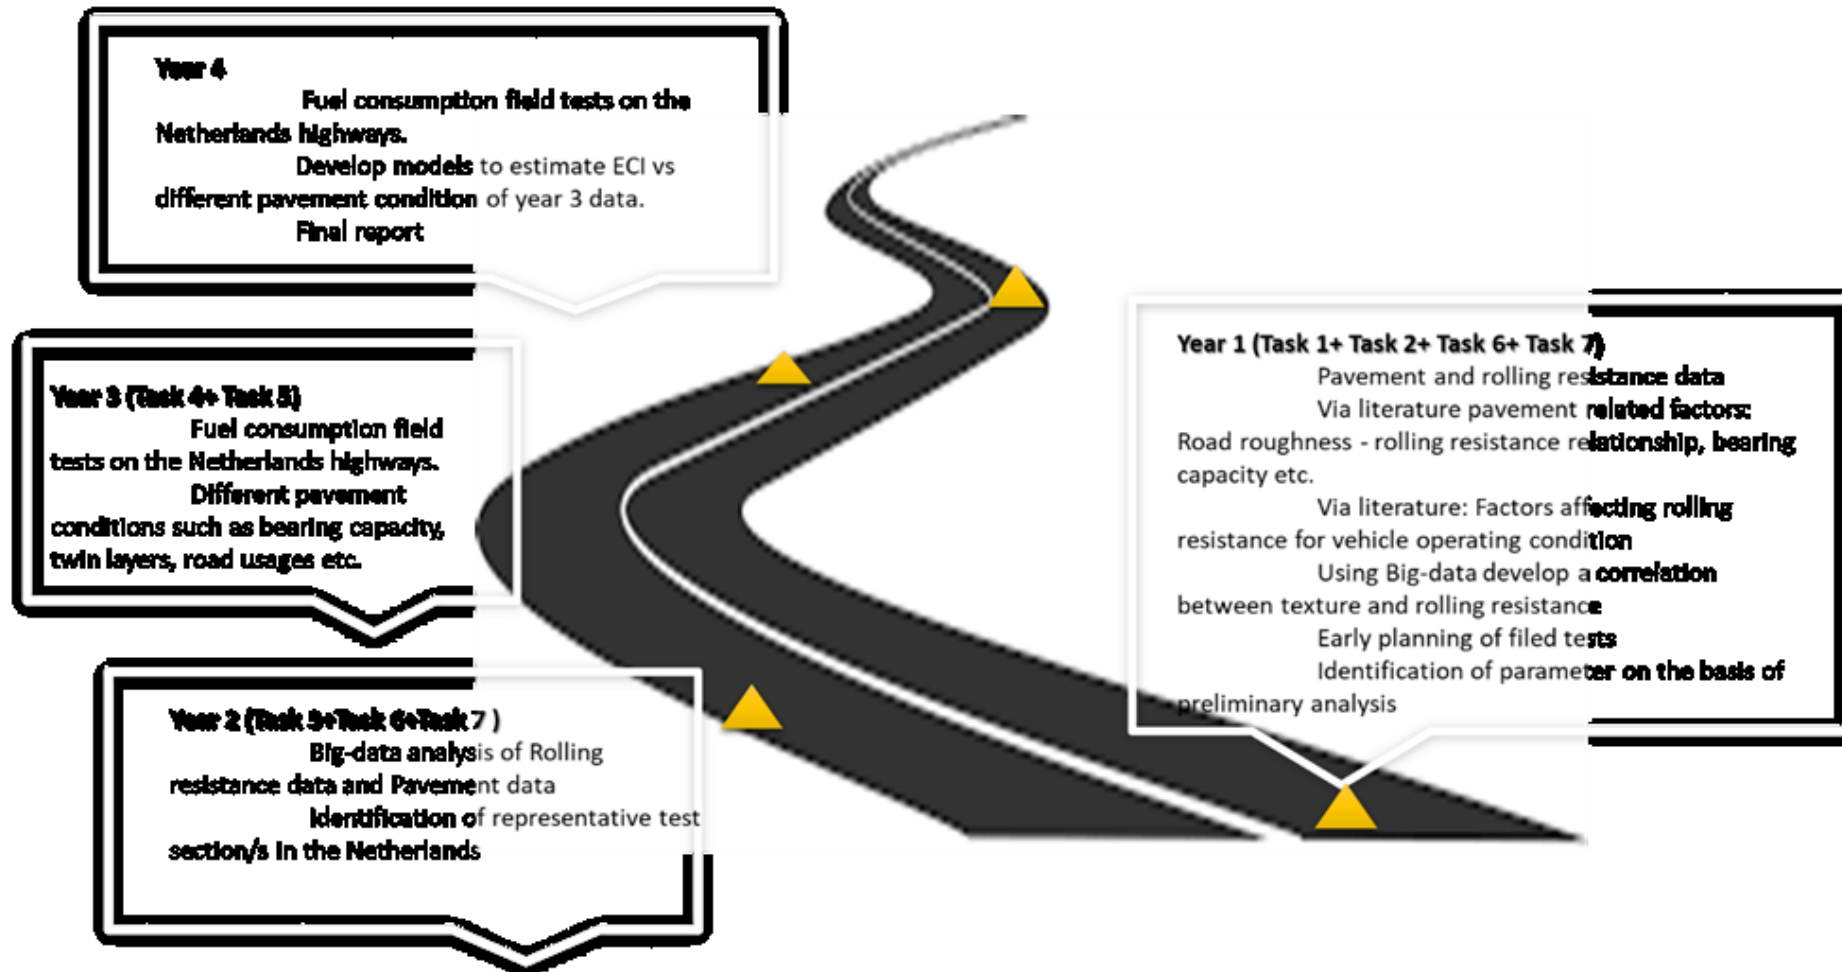 Year 4
Fuel consumption field tests on the
Netherlands highways.
Develop models to estimate ECI vs
different pavement condition of year 3 data.
Final report
Year 3 (Task 4+ Task 5)
Fuel consumption field
tests on the Netherlands highways.
Different pavement
conditions such as bearing capacity,
twin layers, road usages etc.
Year 2 (Task 5+Task 6+Task 7 )
Big-data analysis of Rolling
resistance data and Pavement data
Identification of representative test
section/s in the Netherlands
Year 1 (Task 1+ Task 2+ Task 6+ Task 7)
Pavement and rolling resistance data
Via literature pavement related factors:
Road roughness - rolling resistance relationship, bearing
capacity etc.
Via literature: Factors affecting rolling
resistance for vehicle operating condition
Using Big-data develop a correlation
between texture and rolling resistance
Early planning of filed tests
Identification of parameter on the basis of
preliminary analysis